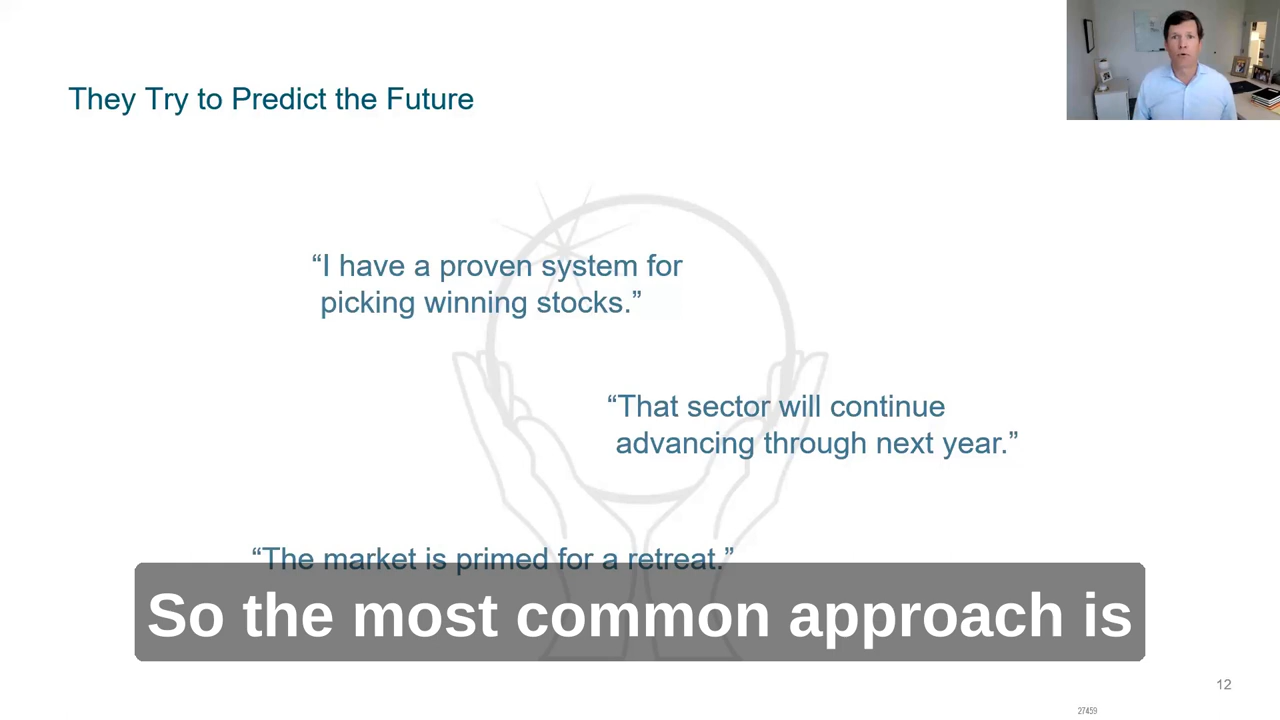 They Try to Predict the Future
“I have a proven system for
picking winning stocks.”
“That sector will continue
advancing through next year.”
“The market is primed for a retreat.”
So the most common approach is
12
27459